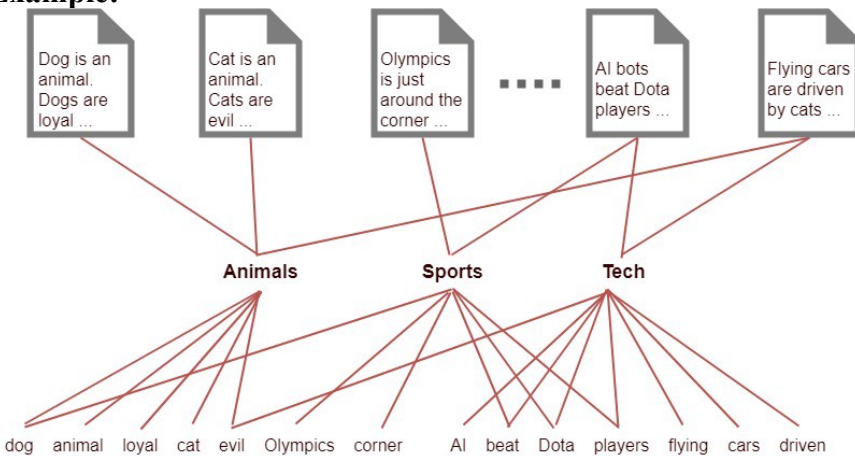 Example:
Dog is an
animal.
Dogs are
loyal ...
Cat is an
animal.
Cats are
evil ...
Olympics
is just
around the
corner ...
AI bots
beat Dota
players ...
Flying cars
are driven
by cats ...
Animals Sports Tech
dog animal loyal cat evil Olympics corner AI beat Dota players flying cars driven